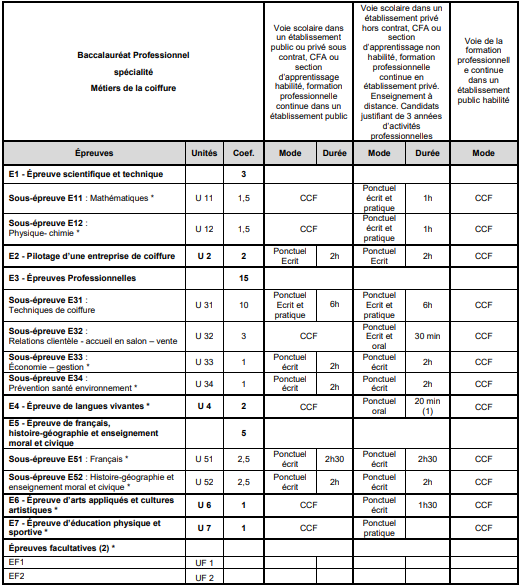 Baccalauréat Professionnel
spécialité
Métiers de la coiffure
Voie scolaire dans
un établissement
public ou privé sous
contrat, CFA ou
section
d'apprentissage
habilité, formation
professionnelle
continue dans un
établissement public
Voie scolaire dans un
établissement privé
hors contrat, CFA ou
section
d'apprentissage non
habilité, formation
professionnelle
continue en
établissement privé.
Enseignement à
distance. Candidats
justifiant de 3 années
d'activités
professionnelles
Voie de la
formation
professionnell
e continue
dans un
établissement
public habilité
Épreuves Unités Coef. Mode Durée Mode Durée Mode
E1 - Épreuve scientifique et technique 3
Sous-épreuve E11 : Mathématiques * U 11 1,5 CCF Ponctuel écrit et pratique 1h CCF
Sous-épreuve E12 :
Physique- chimie * U 12 1,5 CCF Ponctuel écrit et pratique 1h CCF
E2 - Pilotage d'une entreprise de coiffure U 2 2 Ponctuel Ecrit 2h Ponctuel Ecrit 2h CCF
E3 - Épreuves Professionnelles 15
Sous-épreuve E31 :
Techniques de coiffure U 31 10 Ponctuel Ecrit et pratique 6h Ponctuel Ecrit et pratique 6h CCF
Sous-épreuve E32 :
Relations clientèle - accueil en salon – vente U 32 3 CCF Ponctuel Ecrit et oral 30 min CCF
Sous-épreuve E33 :
Économie – gestion * U 33 1 Ponctuel écrit 2h Ponctuel écrit 2h CCF
Sous-épreuve E34 :
Prévention santé environnement * U 34 1 Ponctuel écrit 2h Ponctuel écrit 2h CCF
E4 - Épreuve de langues vivantes * U 4 2 CCF Ponctuel oral 20 min (1) CCF
E5 - Epreuve de français,
histoire-géographie et enseignement
moral et civique 5
Sous-épreuve E51 : Français * U 51 2,5 Ponctuel écrit 2h30 Ponctuel écrit 2h30 CCF
Sous-épreuve E52 : Histoire-géographie et
enseignement moral et civique * U 52 2,5 Ponctuel écrit 2h Ponctuel écrit 2h CCF
E6 - Épreuve d'arts appliqués et cultures
artistiques * U 6 1 CCF Ponctuel écrit 1h30 CCF
E7 - Épreuve d'éducation physique et
sportive * U 7 1 CCF Ponctuel pratique CCF
Épreuves facultatives (2) *
EF1 UF 1
EF2 UF 2